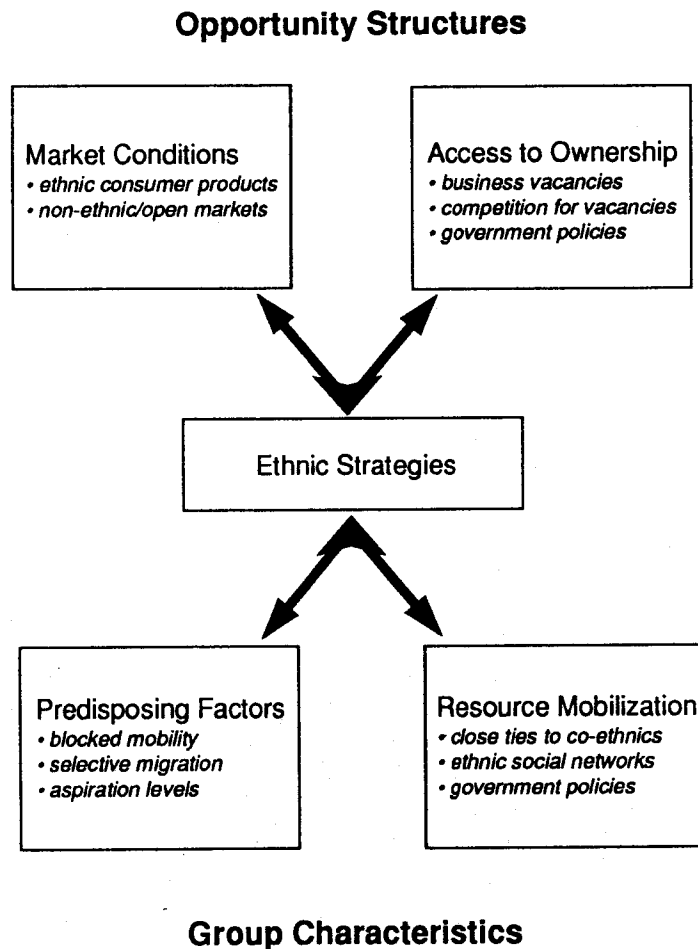 Opportunity Structures
Market Conditions
• ethnic consumer products
• non-ethnic/open markets
Access to Ownership
• business vacancies
• competition for vacancies
• government policies
Ethnic Strategies
Predisposing Factors
• blocked mobility
• selective migration
• aspiration levels
Resource Mobilization
• close ties to co-ethnics
• ethnic social networks
• government policies
Group Characteristics